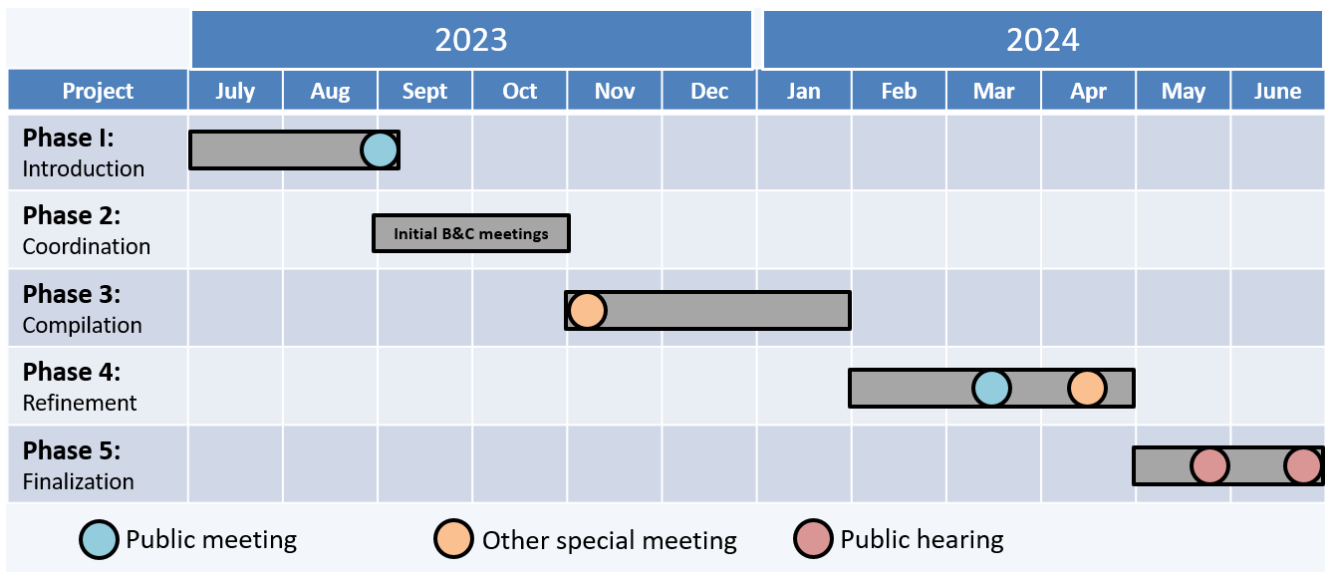 2023 2024
Project July Aug Sept Oct Nov Dec Jan Feb Mar Apr May June
Phase I:
Introduction
Phase 2:
Coordination
Initial B&C meetings
Phase 3:
Compilation
Phase 4:
Refinement
Phase 5:
Finalization
Public meeting Other special meeting Public hearing